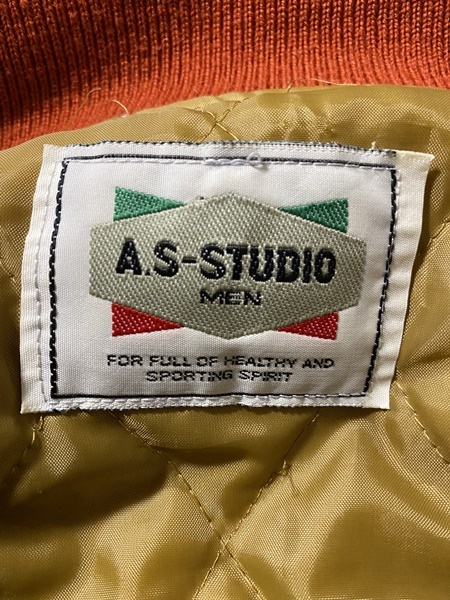 A.S-STUDIO
MEN
FOR FULL OF HEALTHY AND
SPORTING SPIRIT